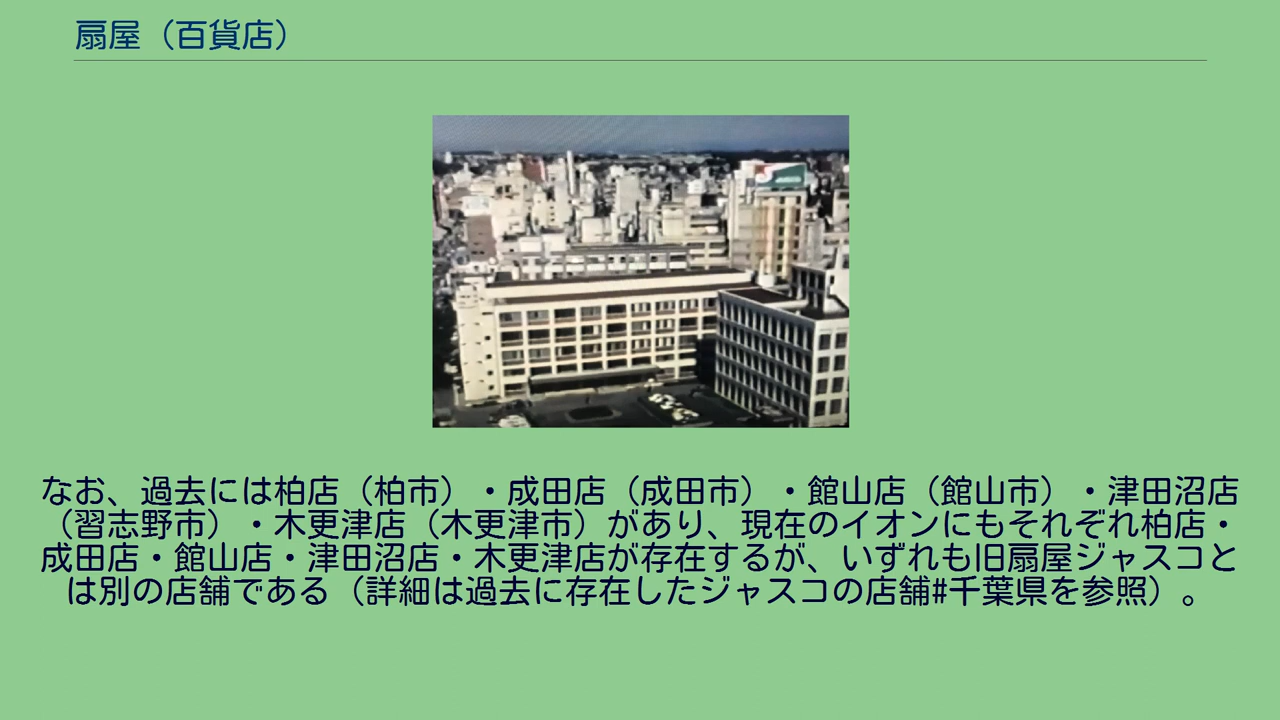 扇屋（百貨店）
なお、過去には柏店（柏市）・成田店（成田市）・館山店（館山市）・津田沼店
（習志野市）・木更津店（木更津市）があり、現在のイオンにもそれぞれ柏店・
成田店・館山店・津田沼店・木更津店が存在するが、いずれも旧扇屋ジャスコと
は別の店舗である（詳細は過去に存在したジャスコの店舗#千葉県を参照）。